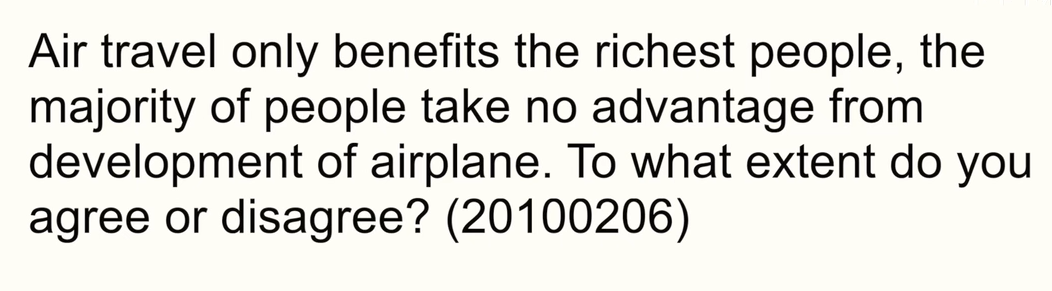 Air travel only benefits the richest people, the
majority of people take no advantage from
development of airplane. To what extent do you
agree or disagree? (20100206)